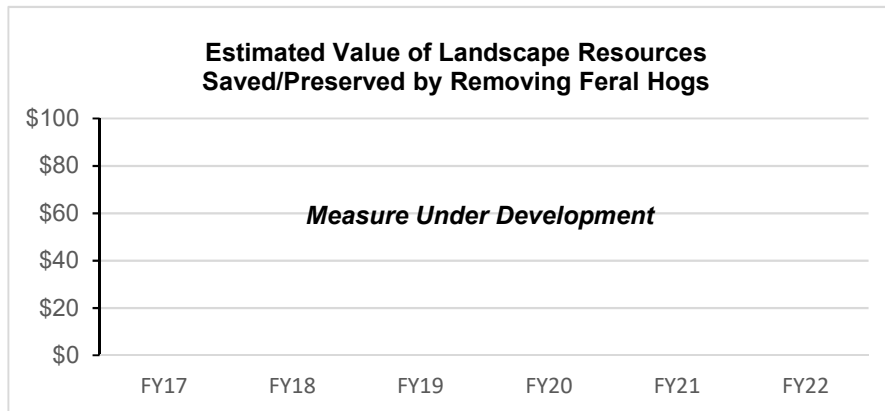 Estimated Value of Landscape Resources
Saved/Preserved by Removing Feral Hogs
$100
$80
$60
Measure Under Development
$40
$20
$0
FY17 FY18 FY19 FY20 FY21 FY22